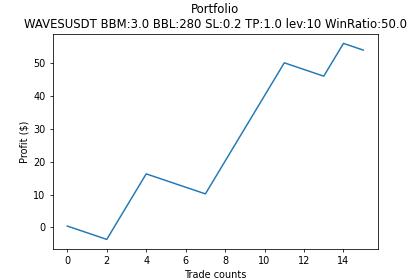 Portfolio
WAVESUSDT BBM:3.0 BBL:280 SL:0.2 TP:1.0 lev:10 WinRatio:50.0
Profit ($)
50
40
30
20
10
0
0 2 4 6 8 10 12 14
Trade counts